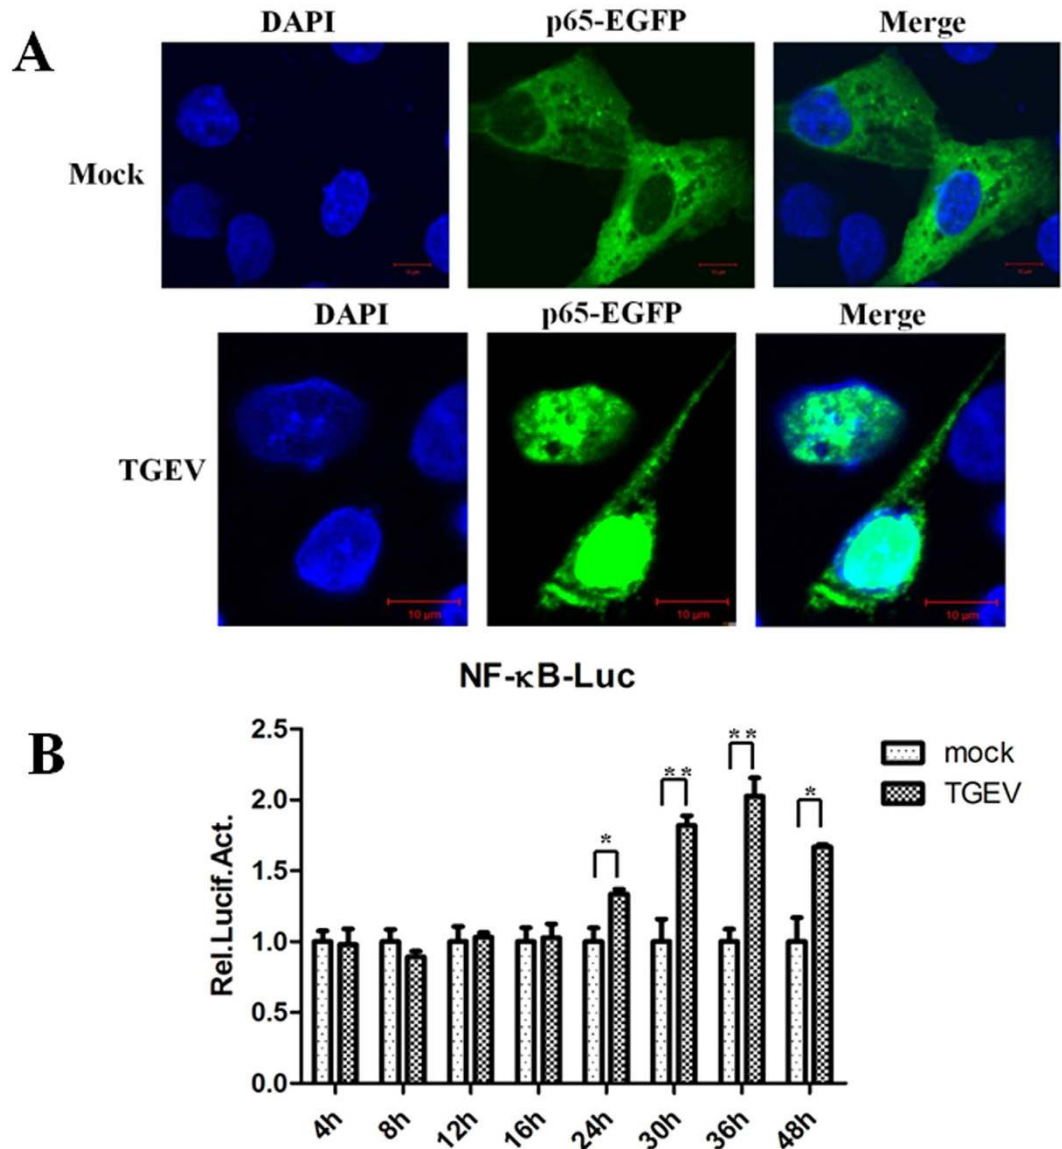 A
DAPI p65-EGFP Merge
Mock
DAPI p65-EGFP Merge
TGEV
10 μm 10 μm 10 μm
NF-κB-Luc
B
Rel.Lucif.Act.
2.5
2.0
1.5
1.0
0.5
0.0
* ** ** *
mock
TGEV
4h 8h 12h 16h 24h 30h 36h 48h